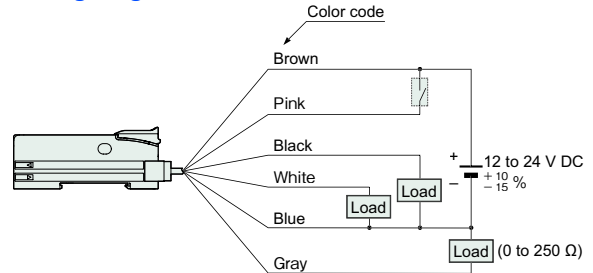 Color code
Brown
Pink
Black
White
Blue
Gray
Load
Load
+
12 to 24 V DC
–
+ 10
– 15 %
Load (0 to 250 Ω)